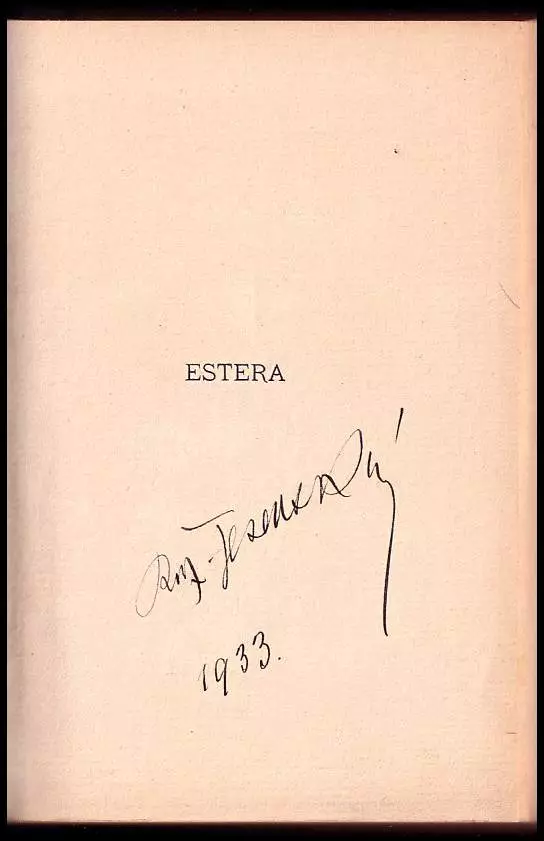 ESTERA
Růž. Jesenská
1933.